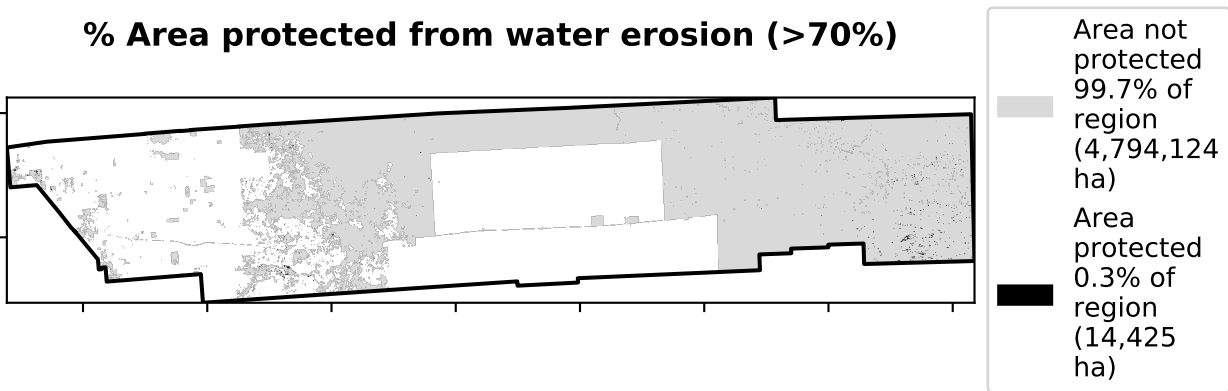 % Area protected from water erosion (>70%)
Area not
protected
99.7% of
region
(4,794,124
ha)
Area
protected
0.3% of
region
(14,425
ha)